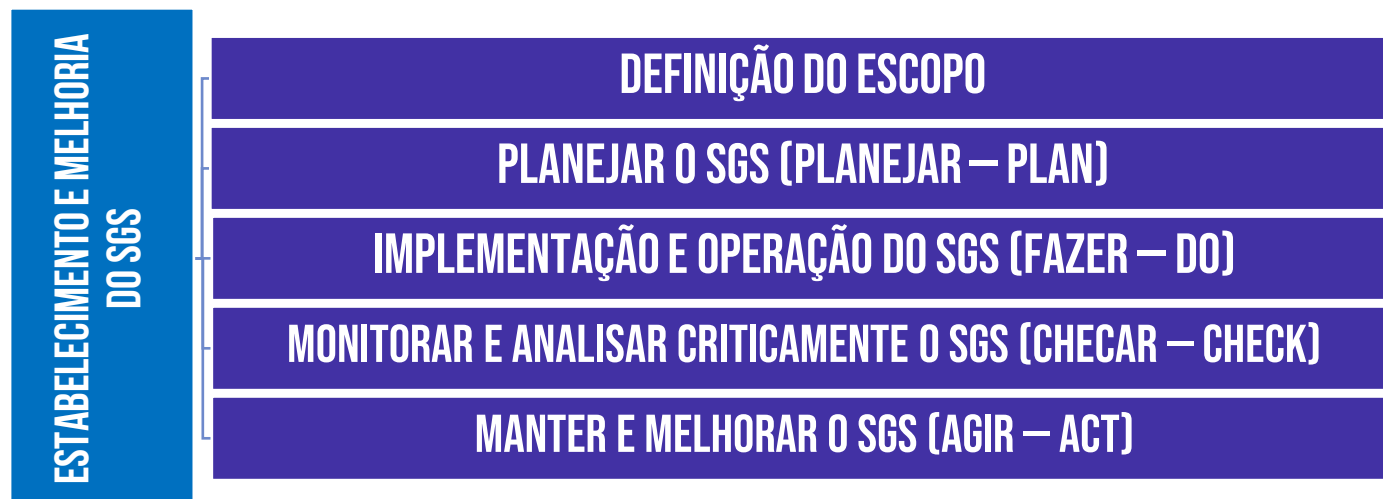 ESTABELECIMENTO E MELHORIA
DO SGS
DEFINIÇÃO DO ESCOPO
PLANEJAR O SGS (PLANEJAR – PLAN)
IMPLEMENTAÇÃO E OPERAÇÃO DO SGS (FAZER – DO)
MONITORAR E ANALISAR CRITICAMENTE O SGS (CHECAR – CHECK)
MANTER E MELHORAR O SGS (AGIR – ACT)